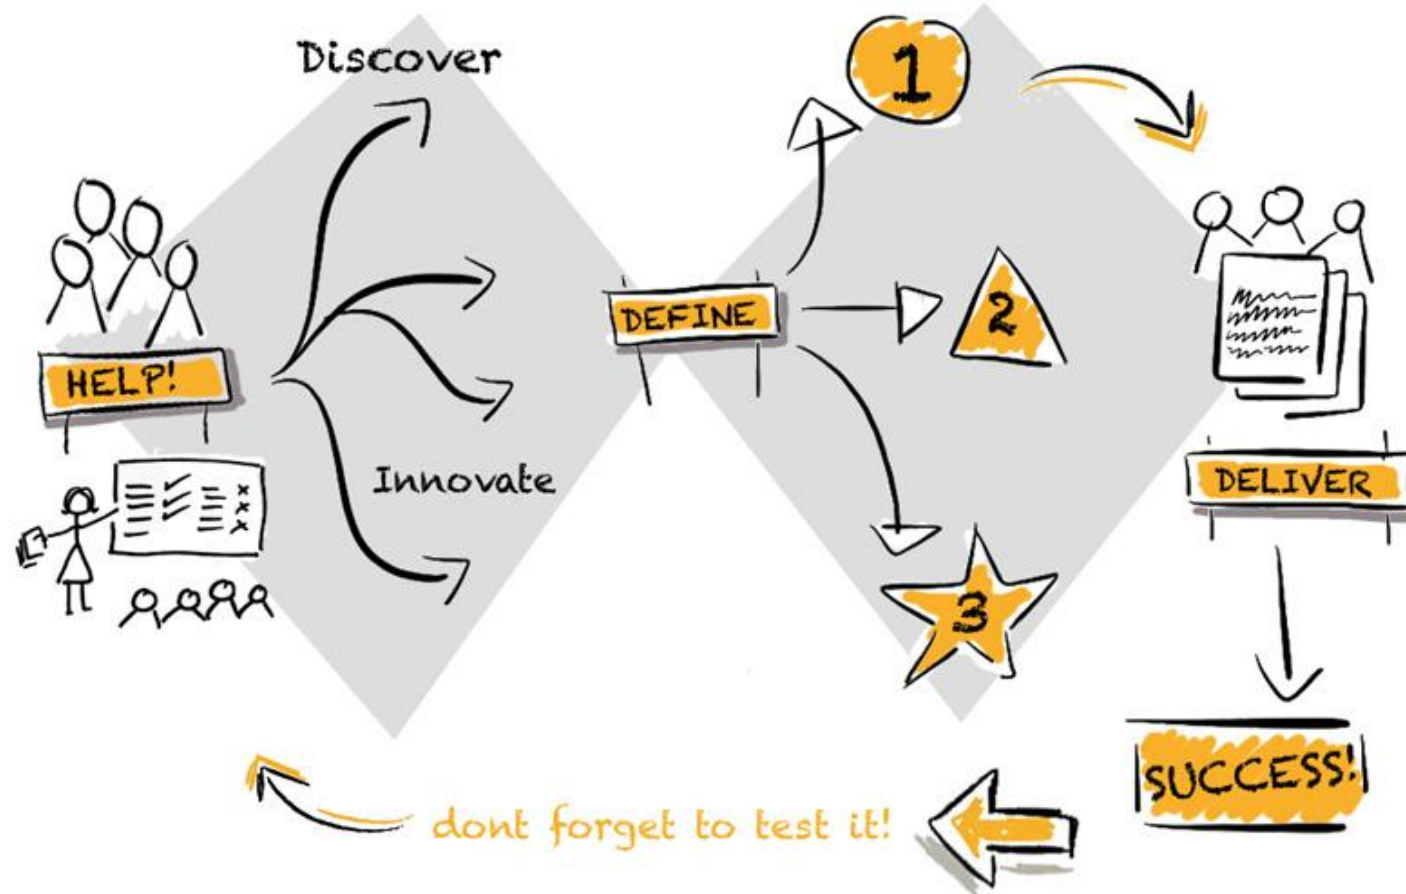 Discover
HELP!
Innovate
DEFINE
1
2
3
DELIVER
SUCCESS!
dont forget to test it!